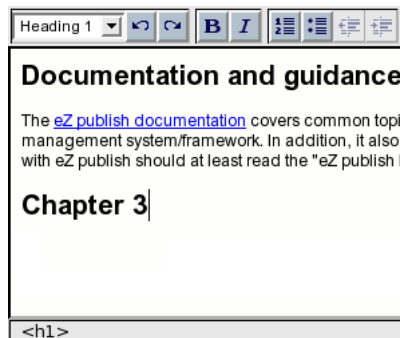 Heading 1 B I
Documentation and guidance
The eZ publish documentation covers common topi
management system/framework. In addition, it also
with eZ publish should at least read the "eZ publish
Chapter 3
<h1>